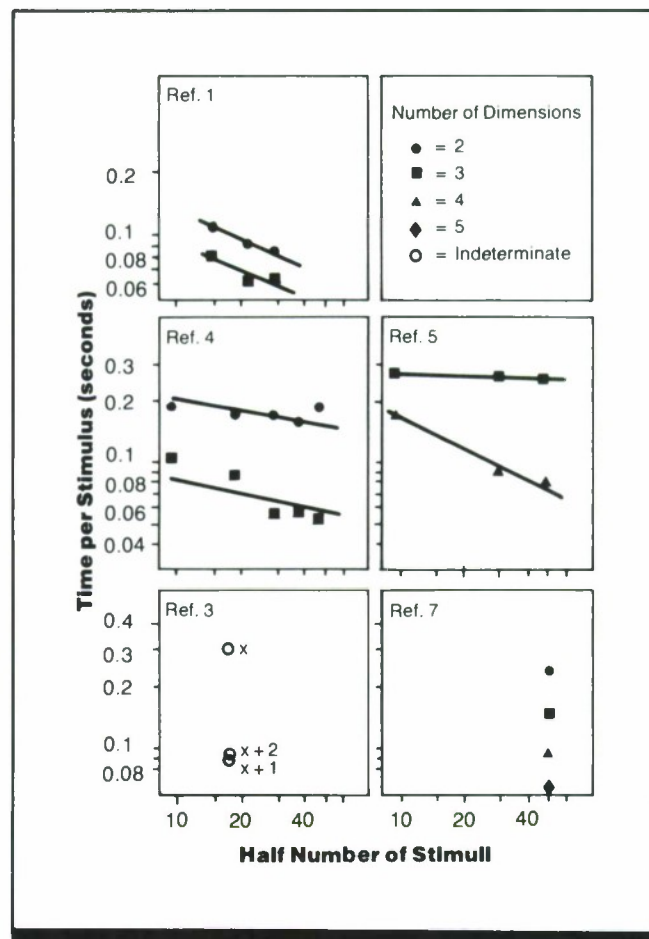 Ref. 1
Number of Dimensions
= 2
= 3
= 4
= 5
= Indeterminate
0.2
0.1
0.08
0.06
Ref. 4
Ref. 5
0.3
0.2
0.1
0.08
0.06
0.04
Time per Stimulus (seconds)
Ref. 3
Ref. 7
0.4
0.3
0.2
0.1
0.08
x
x + 2
x + 1
10 20 40 10 20 40
Half Number of Stimuli